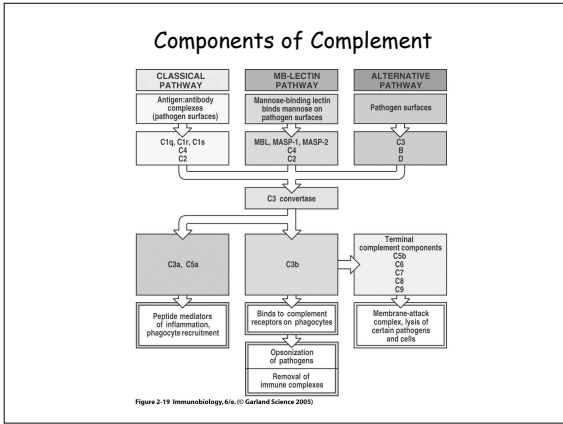 Components of Complement
CLASSICAL
PATHWAY
MB-LECTIN
PATHWAY
ALTERNATIVE
PATHWAY
Antigen:antibody
complexes
(pathogen surfaces)
Mannose-binding lectin
binds mannose on
pathogen surfaces
Pathogen surfaces
C1q, C1r, C1s
C4
C2
MBL, MASP-1, MASP-2
C4
C2
C3
B
D
C3 convertase
C3a, C5a
C3b
Terminal
complement components
C5b
C6
C7
C8
C9
Peptide mediators
of inflammation,
phagocyte recruitment
Binds to complement
receptors on phagocytes
Opsonization
of pathogens
Removal of
immune complexes
Membrane-attack
complex, lysis of
certain pathogens
and cells
Figure 2-19 Immunobiology, 6/e. (© Garland Science 2005)